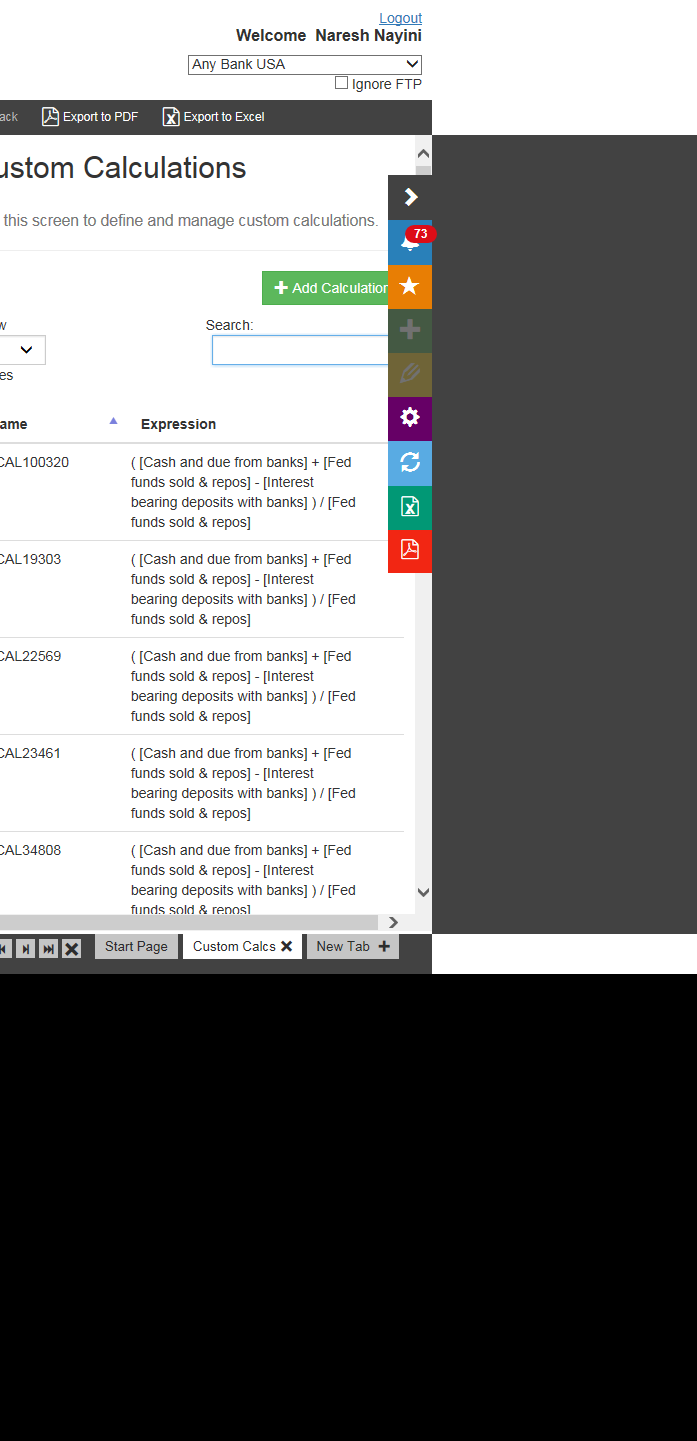 Logout
Welcome Naresh Nayini
Any Bank USA
Ignore FTP
ack Export to PDF Export to Excel
ustom Calculations
this screen to define and manage custom calculations.
73
Add Calculation
w Search:
es
ame Expression
CAL100320 ( [Cash and due from banks] + [Fed
funds sold & repos] - [Interest
bearing deposits with banks] ) / [Fed
funds sold & repos]
CAL19303 ( [Cash and due from banks] + [Fed
funds sold & repos] - [Interest
bearing deposits with banks] ) / [Fed
funds sold & repos]
CAL22569 ( [Cash and due from banks] + [Fed
funds sold & repos] - [Interest
bearing deposits with banks] ) / [Fed
funds sold & repos]
CAL23461 ( [Cash and due from banks] + [Fed
funds sold & repos] - [Interest
bearing deposits with banks] ) / [Fed
funds sold & repos]
CAL34808 ( [Cash and due from banks] + [Fed
funds sold & repos] - [Interest
bearing deposits with banks] ) / [Fed
funds sold & repos]
Start Page Custom Calcs New Tab